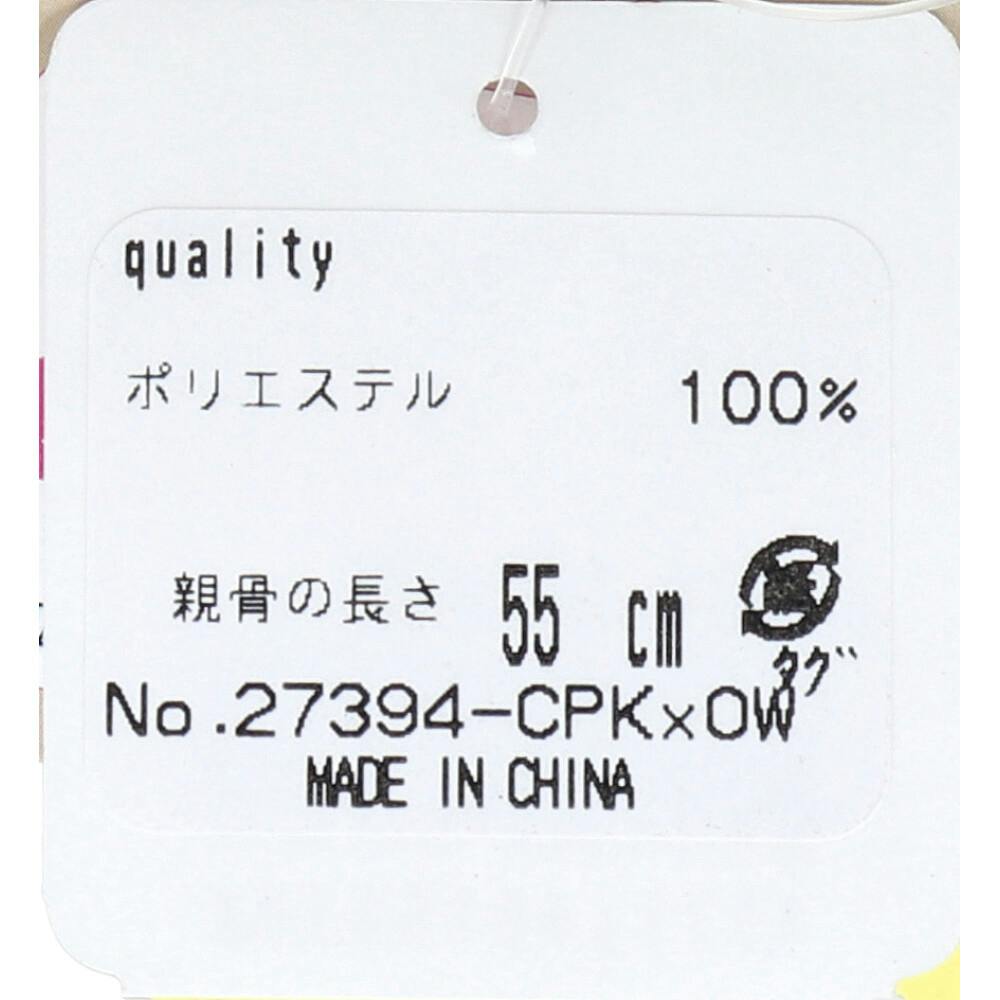 quality
ポリエステル 100%
親骨の長さ 55 cm
タグ
No.27394-CPK×OW
MADE IN CHINA